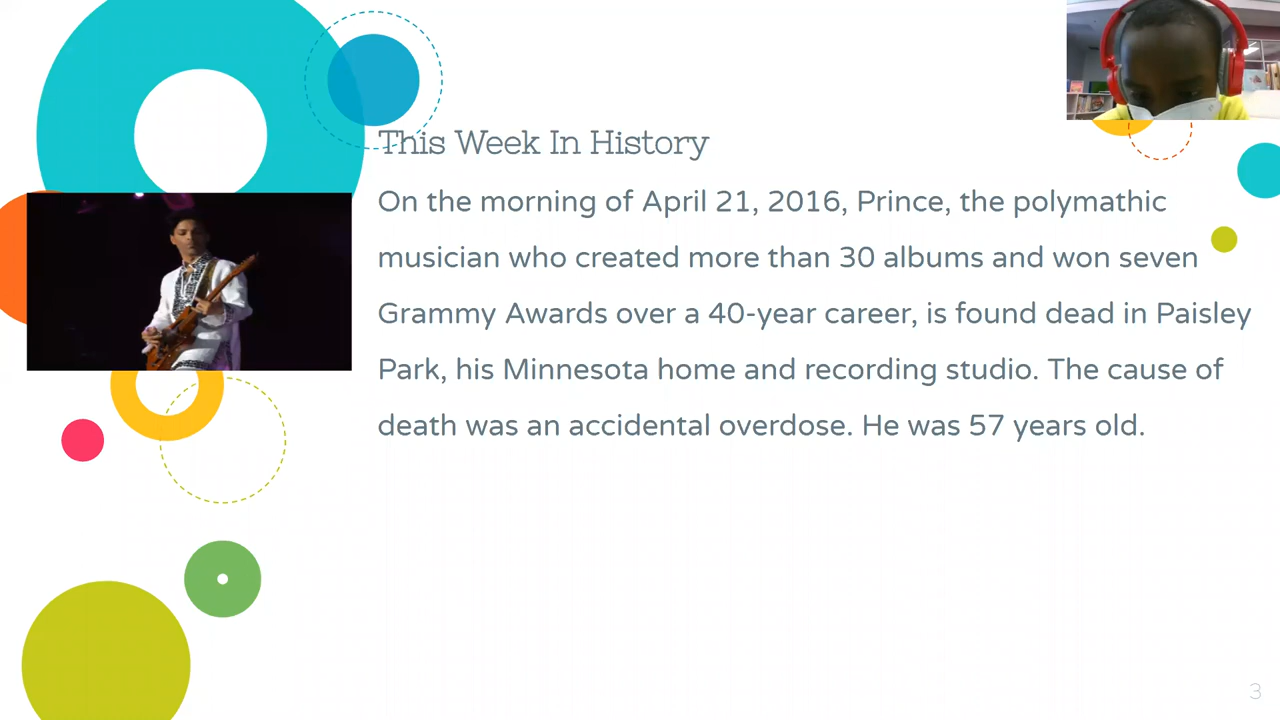 This Week In History
On the morning of April 21, 2016, Prince, the polymathic
musician who created more than 30 albums and won seven
Grammy Awards over a 40-year career, is found dead in Paisley
Park, his Minnesota home and recording studio. The cause of
death was an accidental overdose. He was 57 years old.
3